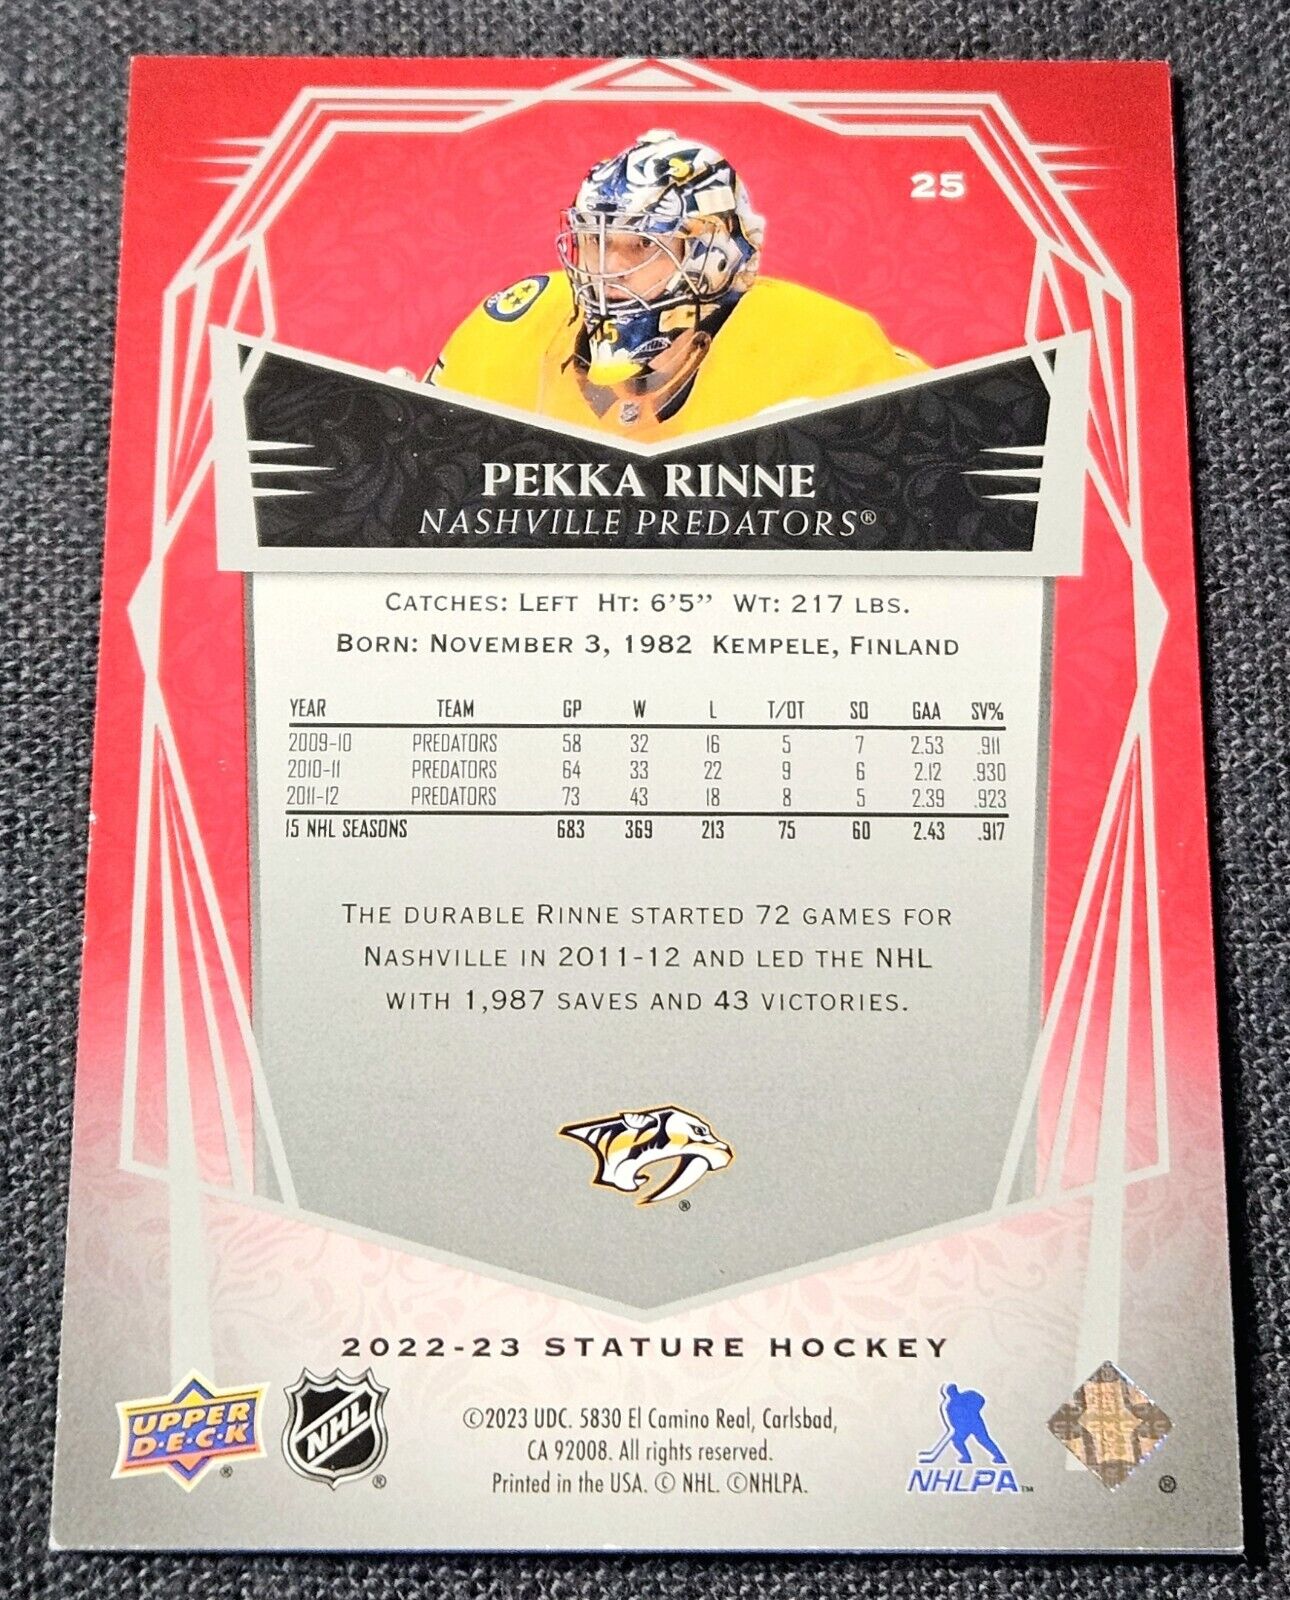 25
PEKKA RINNE
NASHVILLE PREDATORS®
CATCHES: LEFT HT: 6'5" WT: 217 LBS.
BORN: NOVEMBER 3, 1982 KEMPELE, FINLAND
YEAR TEAM GP W L T/OT SO GAA SV%
2009-10 PREDATORS 58 32 16 5 7 2.53 .911
2010-11 PREDATORS 64 33 22 9 6 2.12 .930
2011-12 PREDATORS 73 43 18 8 5 2.39 .923
15 NHL SEASONS 683 369 213 75 60 2.43 .917
THE DURABLE RINNE STARTED 72 GAMES FOR
NASHVILLE IN 2011-12 AND LED THE NHL
WITH 1,987 SAVES AND 43 VICTORIES.
®
2022-23 STATURE HOCKEY
UPPER
D·E·C·K
®
NHL
®
©2023 UDC. 5830 El Camino Real, Carlsbad,
CA 92008. All rights reserved.
Printed in the USA. © NHL. ©NHLPA.
NHLPA™
®